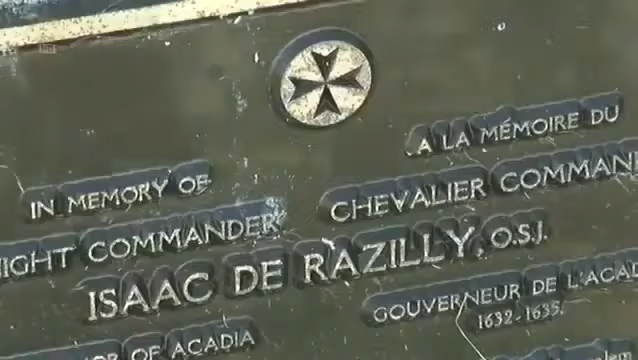 A LA MÉMOIRE DU
IN MEMORY OF
CHEVALIER COMMAN
IGHT COMMANDER
ISAAC DE RAZILLY, O.S.J.
GOUVERNEUR DE L'ACAD
1632-1635.
OR OF ACADIA